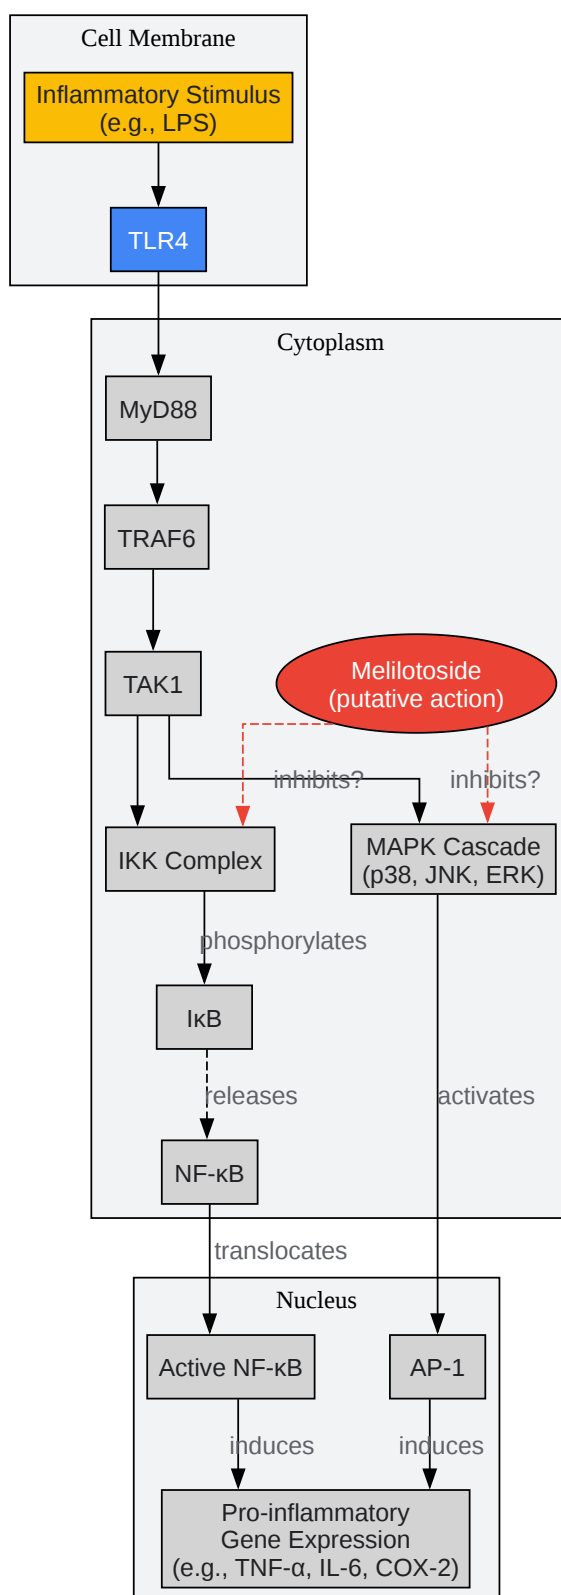 Cell Membrane
Inflammatory Stimulus
(e.g., LPS)
TLR4
Cytoplasm
MyD88
TRAF6
TAK1
Melilotoside
(putative action)
inhibits?
inhibits?
IKK Complex
MAPK Cascade
(p38, JNK, ERK)
phosphorylates
IκB
releases
activates
NF-κB
translocates
Nucleus
Active NF-κB
AP-1
induces
induces
Pro-inflammatory
Gene Expression
(e.g., TNF-α, IL-6, COX-2)